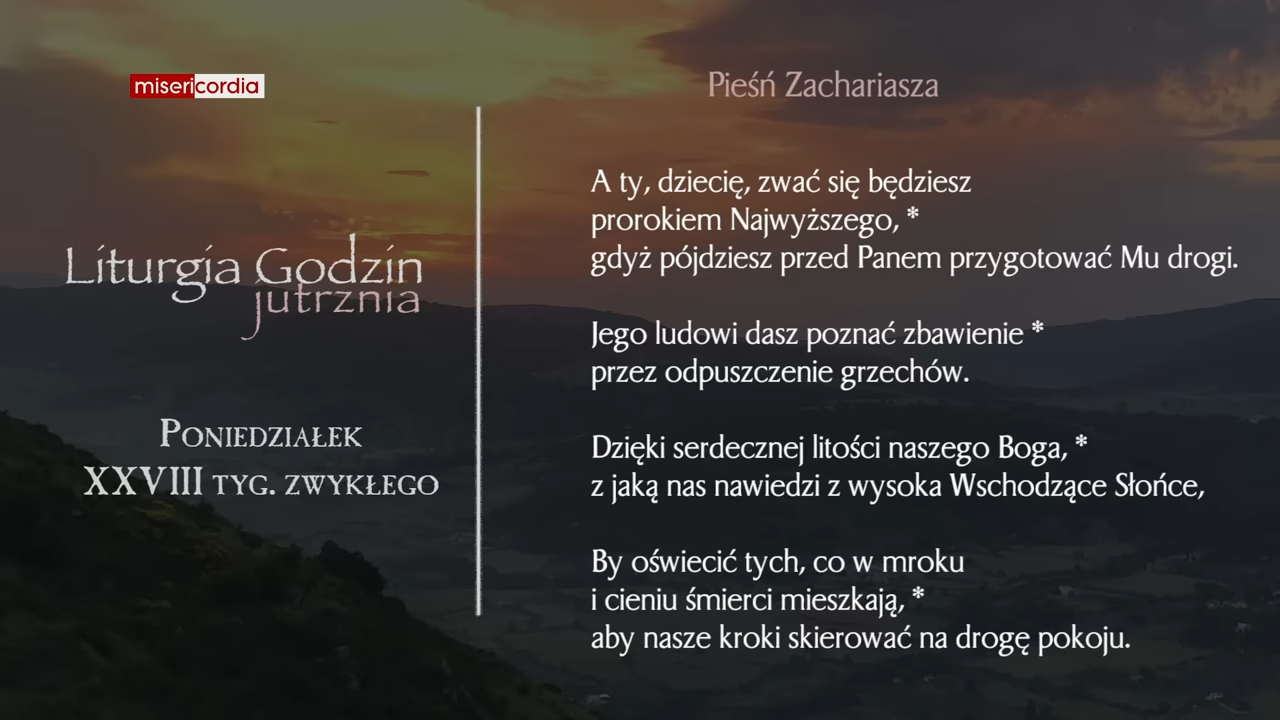 misericordia
Liturgia Godzin
jutrznia
Poniedziałek
XXVIII tyg. zwykłego
Pieśń Zachariasza
A ty, dziecię, zwać się będziesz
prorokiem Najwyższego, *
gdyż pójdziesz przed Panem przygotować Mu drogi.
Jego ludowi dasz poznać zbawienie *
przez odpuszczenie grzechów.
Dzięki serdecznej litości naszego Boga, *
z jaką nas nawiedzi z wysoka Wschodzące Słońce,
By oświecić tych, co w mroku
i cieniu śmierci mieszkają, *
aby nasze kroki skierować na drogę pokoju.